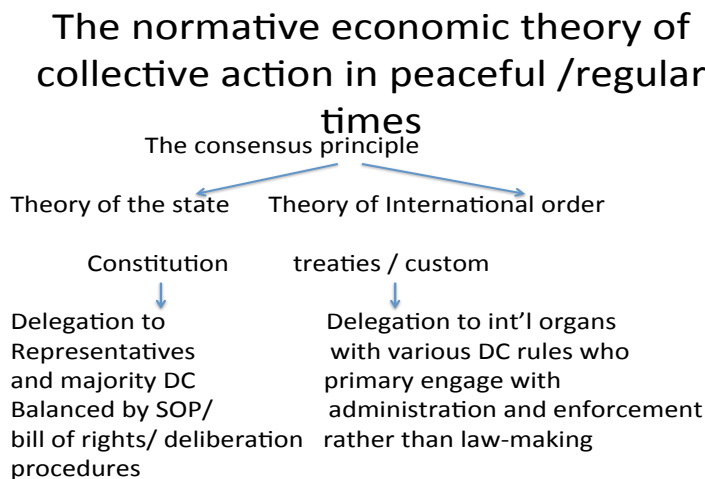 The normative economic theory of
collective action in peaceful /regular
times
The consensus principle
Theory of the state
Theory of International order
Constitution
treaties / custom
Delegation to
Representatives
and majority DC
Balanced by SOP/
bill of rights/ deliberation
procedures
Delegation to int'l organs
with various DC rules who
primary engage with
administration and enforcement
rather than law-making